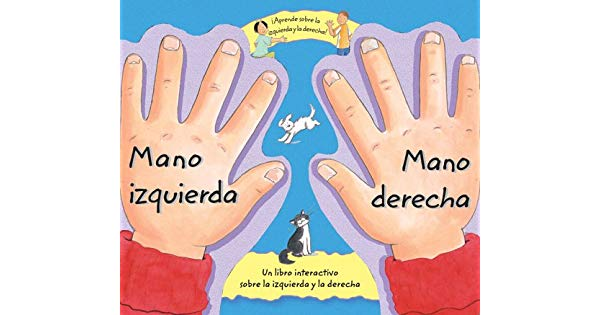 ¡Aprende sobre la
izquierda y la derecha!
Mano
izquierda
Mano
derecha
Un libro interactivo
sobre la izquierda y la derecha